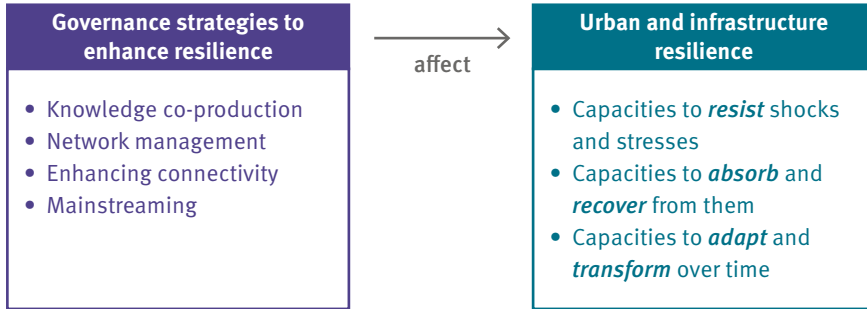 Governance strategies to
enhance resilience
• Knowledge co-production
• Network management
• Enhancing connectivity
• Mainstreaming
affect
Urban and infrastructure
resilience
• Capacities to resist shocks
and stresses
• Capacities to absorb and
recover from them
• Capacities to adapt and
transform over time